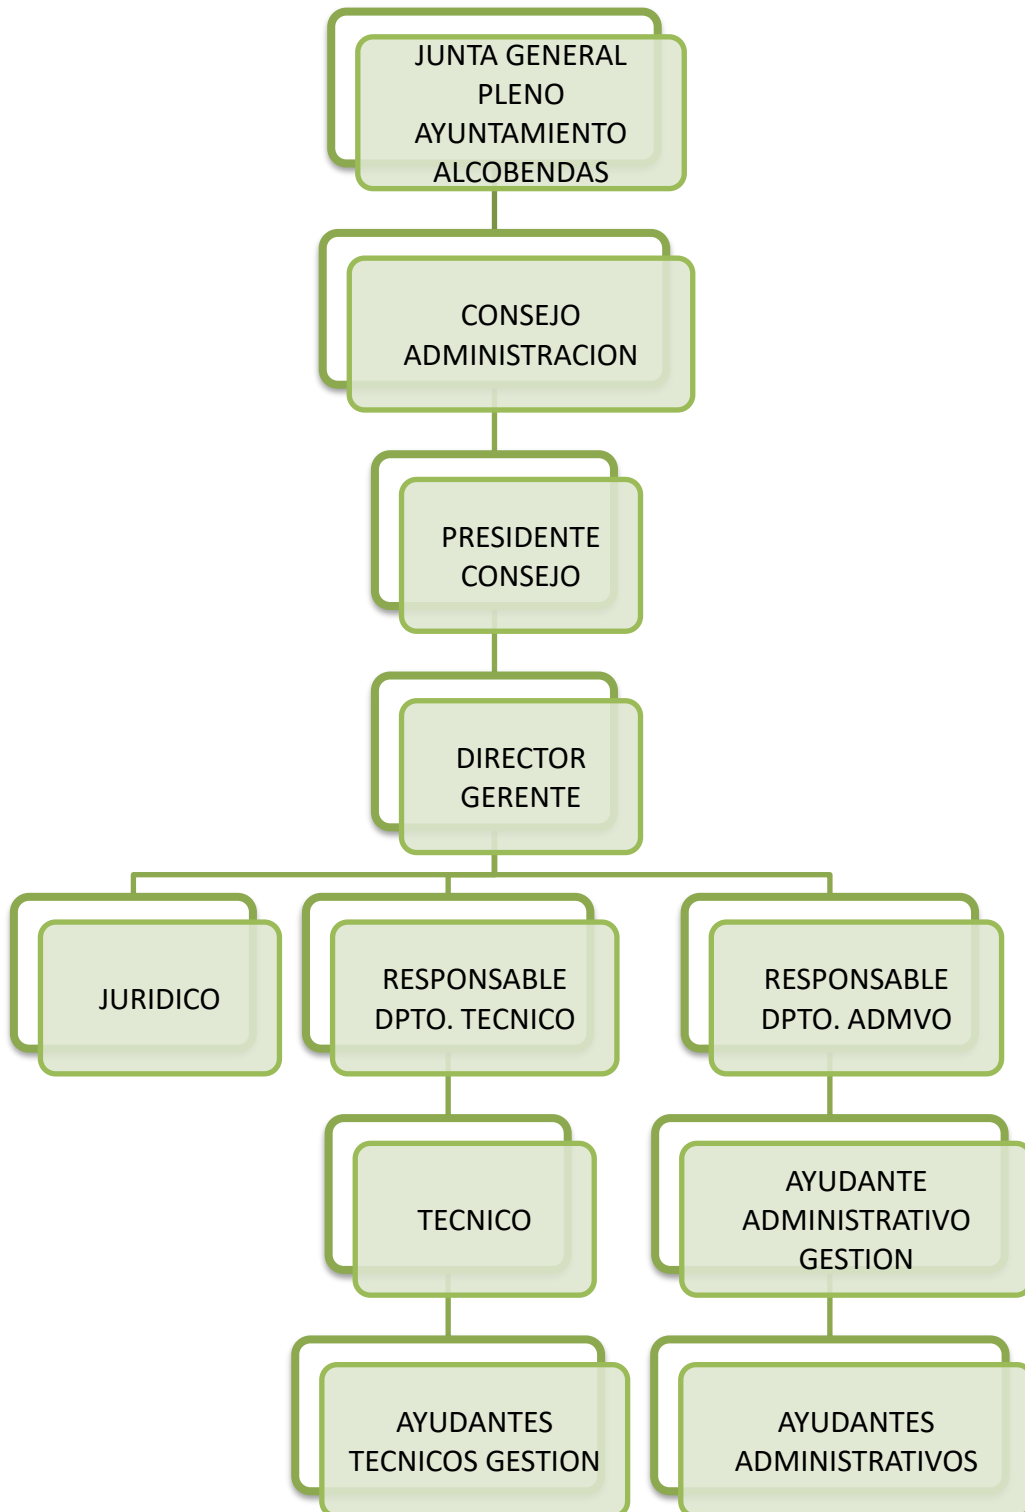 JUNTA GENERAL
PLENO
AYUNTAMIENTO
ALCOBENDAS
CONSEJO
ADMINISTRACION
PRESIDENTE
CONSEJO
DIRECTOR
GERENTE
JURIDICO
RESPONSABLE
DPTO. TECNICO
RESPONSABLE
DPTO. ADMVO
TECNICO
AYUDANTE
ADMINISTRATIVO
GESTION
AYUDANTES
TECNICOS GESTION
AYUDANTES
ADMINISTRATIVOS